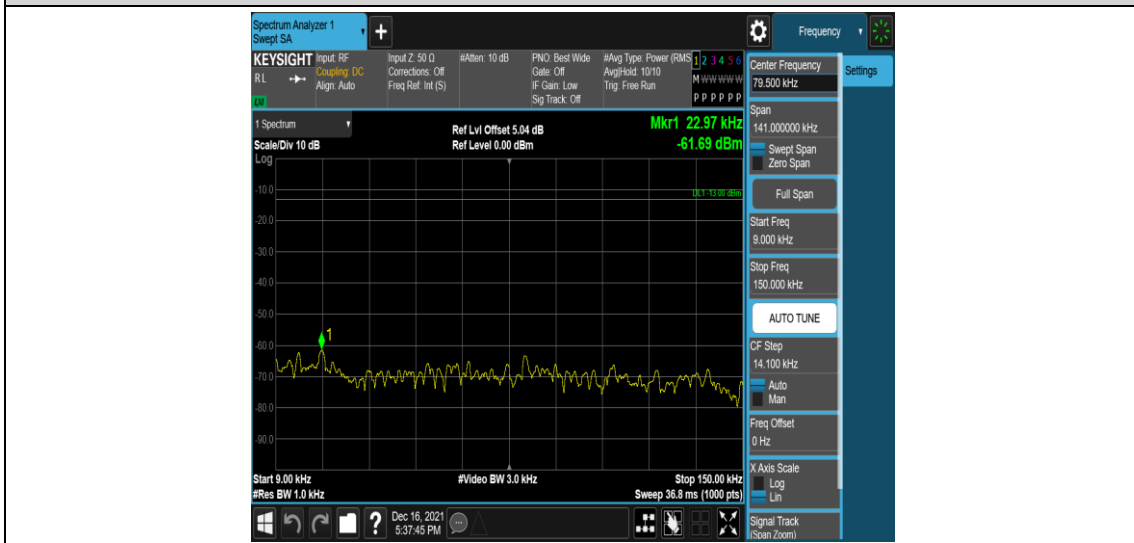 Spectrum Analyzer 1
Swept SA
+
Frequency
KEYSIGHT
RL
LXI
Input: RF
Coupling: DC
Align: Auto
Input Z: 50 Ω
Corrections: Off
Freq Ref: Int (S)
#Atten: 10 dB
PNO: Best Wide
Gate: Off
IF Gain: Low
Sig Track: Off
#Avg Type: Power (RMS
Avg|Hold: 10/10
Trig: Free Run
1 2 3 4 5 6
M W W W W W
P P P P P P
1 Spectrum
Scale/Div 10 dB
Ref Lvl Offset 5.04 dB
Ref Level 0.00 dBm
Mkr1 22.97 kHz
-61.69 dBm
Log
DL1 -13.00 dBm
-10.0
-20.0
-30.0
-40.0
-50.0
-60.0
-70.0
-80.0
-90.0
1
Start 9.00 kHz
#Res BW 1.0 kHz
#Video BW 3.0 kHz
Stop 150.00 kHz
Sweep 36.8 ms (1000 pts)
Center Frequency
79.500 kHz
Settings
Span
141.000000 kHz
Swept Span
Zero Span
Full Span
Start Freq
9.000 kHz
Stop Freq
150.000 kHz
AUTO TUNE
CF Step
14.100 kHz
Auto
Man
Freq Offset
0 Hz
X Axis Scale
Log
Lin
Signal Track
(Span Zoom)
?
Dec 16, 2021
5:37:45 PM